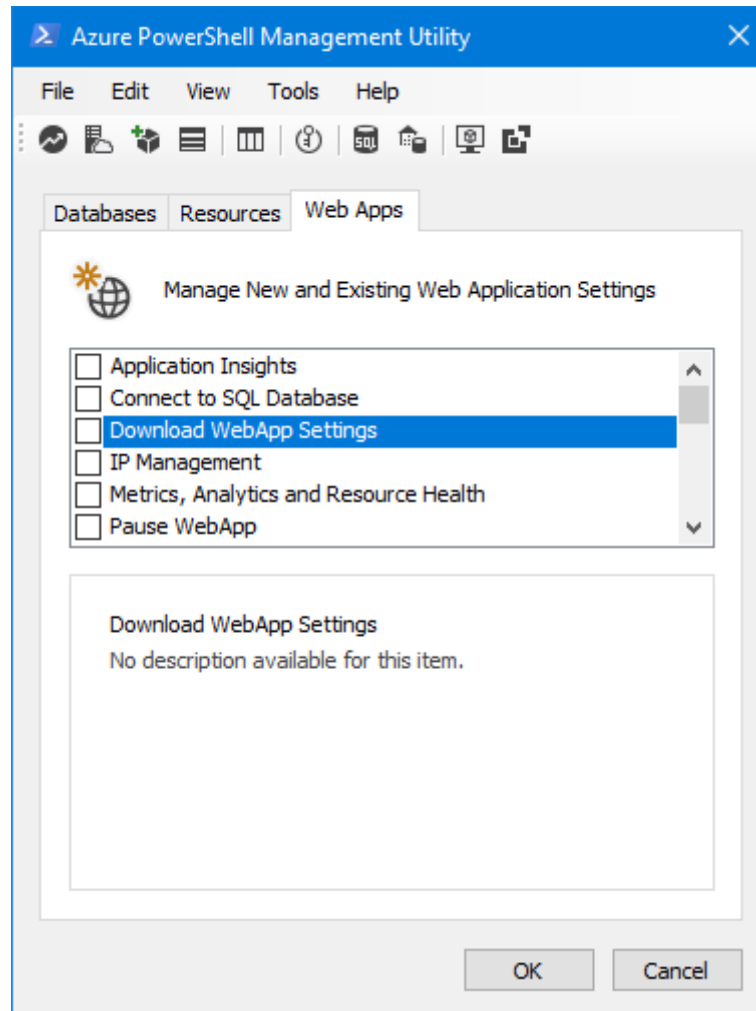 Azure PowerShell Management Utility
File Edit View Tools Help
SQL
Databases Resources Web Apps
Manage New and Existing Web Application Settings
Application Insights
Connect to SQL Database
Download WebApp Settings
IP Management
Metrics, Analytics and Resource Health
Pause WebApp
Download WebApp Settings
No description available for this item.
OK Cancel